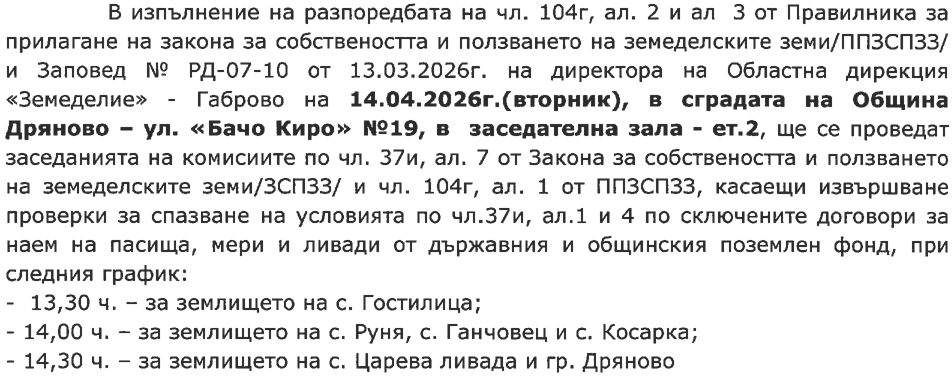 В изпълнение на разпоредбата на чл. 104г, ал. 2 и ал 3 от Правилника за
прилагане на закона за собствеността и ползването на земеделските земи/ППЗСПЗЗ/
и Заповед № РД-07-10 от 13.03.2026г. на директора на Областна дирекция
«Земеделие» - Габрово на 14.04.2026г.(вторник), в сградата на Община
Дряново – ул. «Бачо Киро» №19, в заседателна зала - ет.2, ще се проведат
заседанията на комисиите по чл. 37и, ал. 7 от Закона за собствеността и ползването
на земеделските земи/ЗСПЗЗ/ и чл. 104г, ал. 1 от ППЗСПЗЗ, касаещи извършване
проверки за спазване на условията по чл.37и, ал.1 и 4 по сключените договори за
наем на пасища, мери и ливади от държавния и общинския поземлен фонд, при
следния график:
- 13,30 ч. – за землището на с. Гостилица;
- 14,00 ч. – за землището на с. Руня, с. Ганчовец и с. Косарка;
- 14,30 ч. – за землището на с. Царева ливада и гр. Дряново